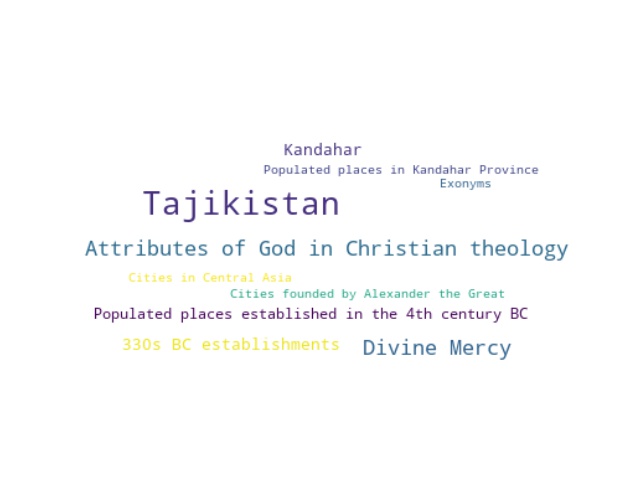 Kandahar
Populated places in Kandahar Province
Exonyms
Tajikistan
Attributes of God in Christian theology
Cities in Central Asia
Cities founded by Alexander the Great
Populated places established in the 4th century BC
330s BC establishments
Divine Mercy